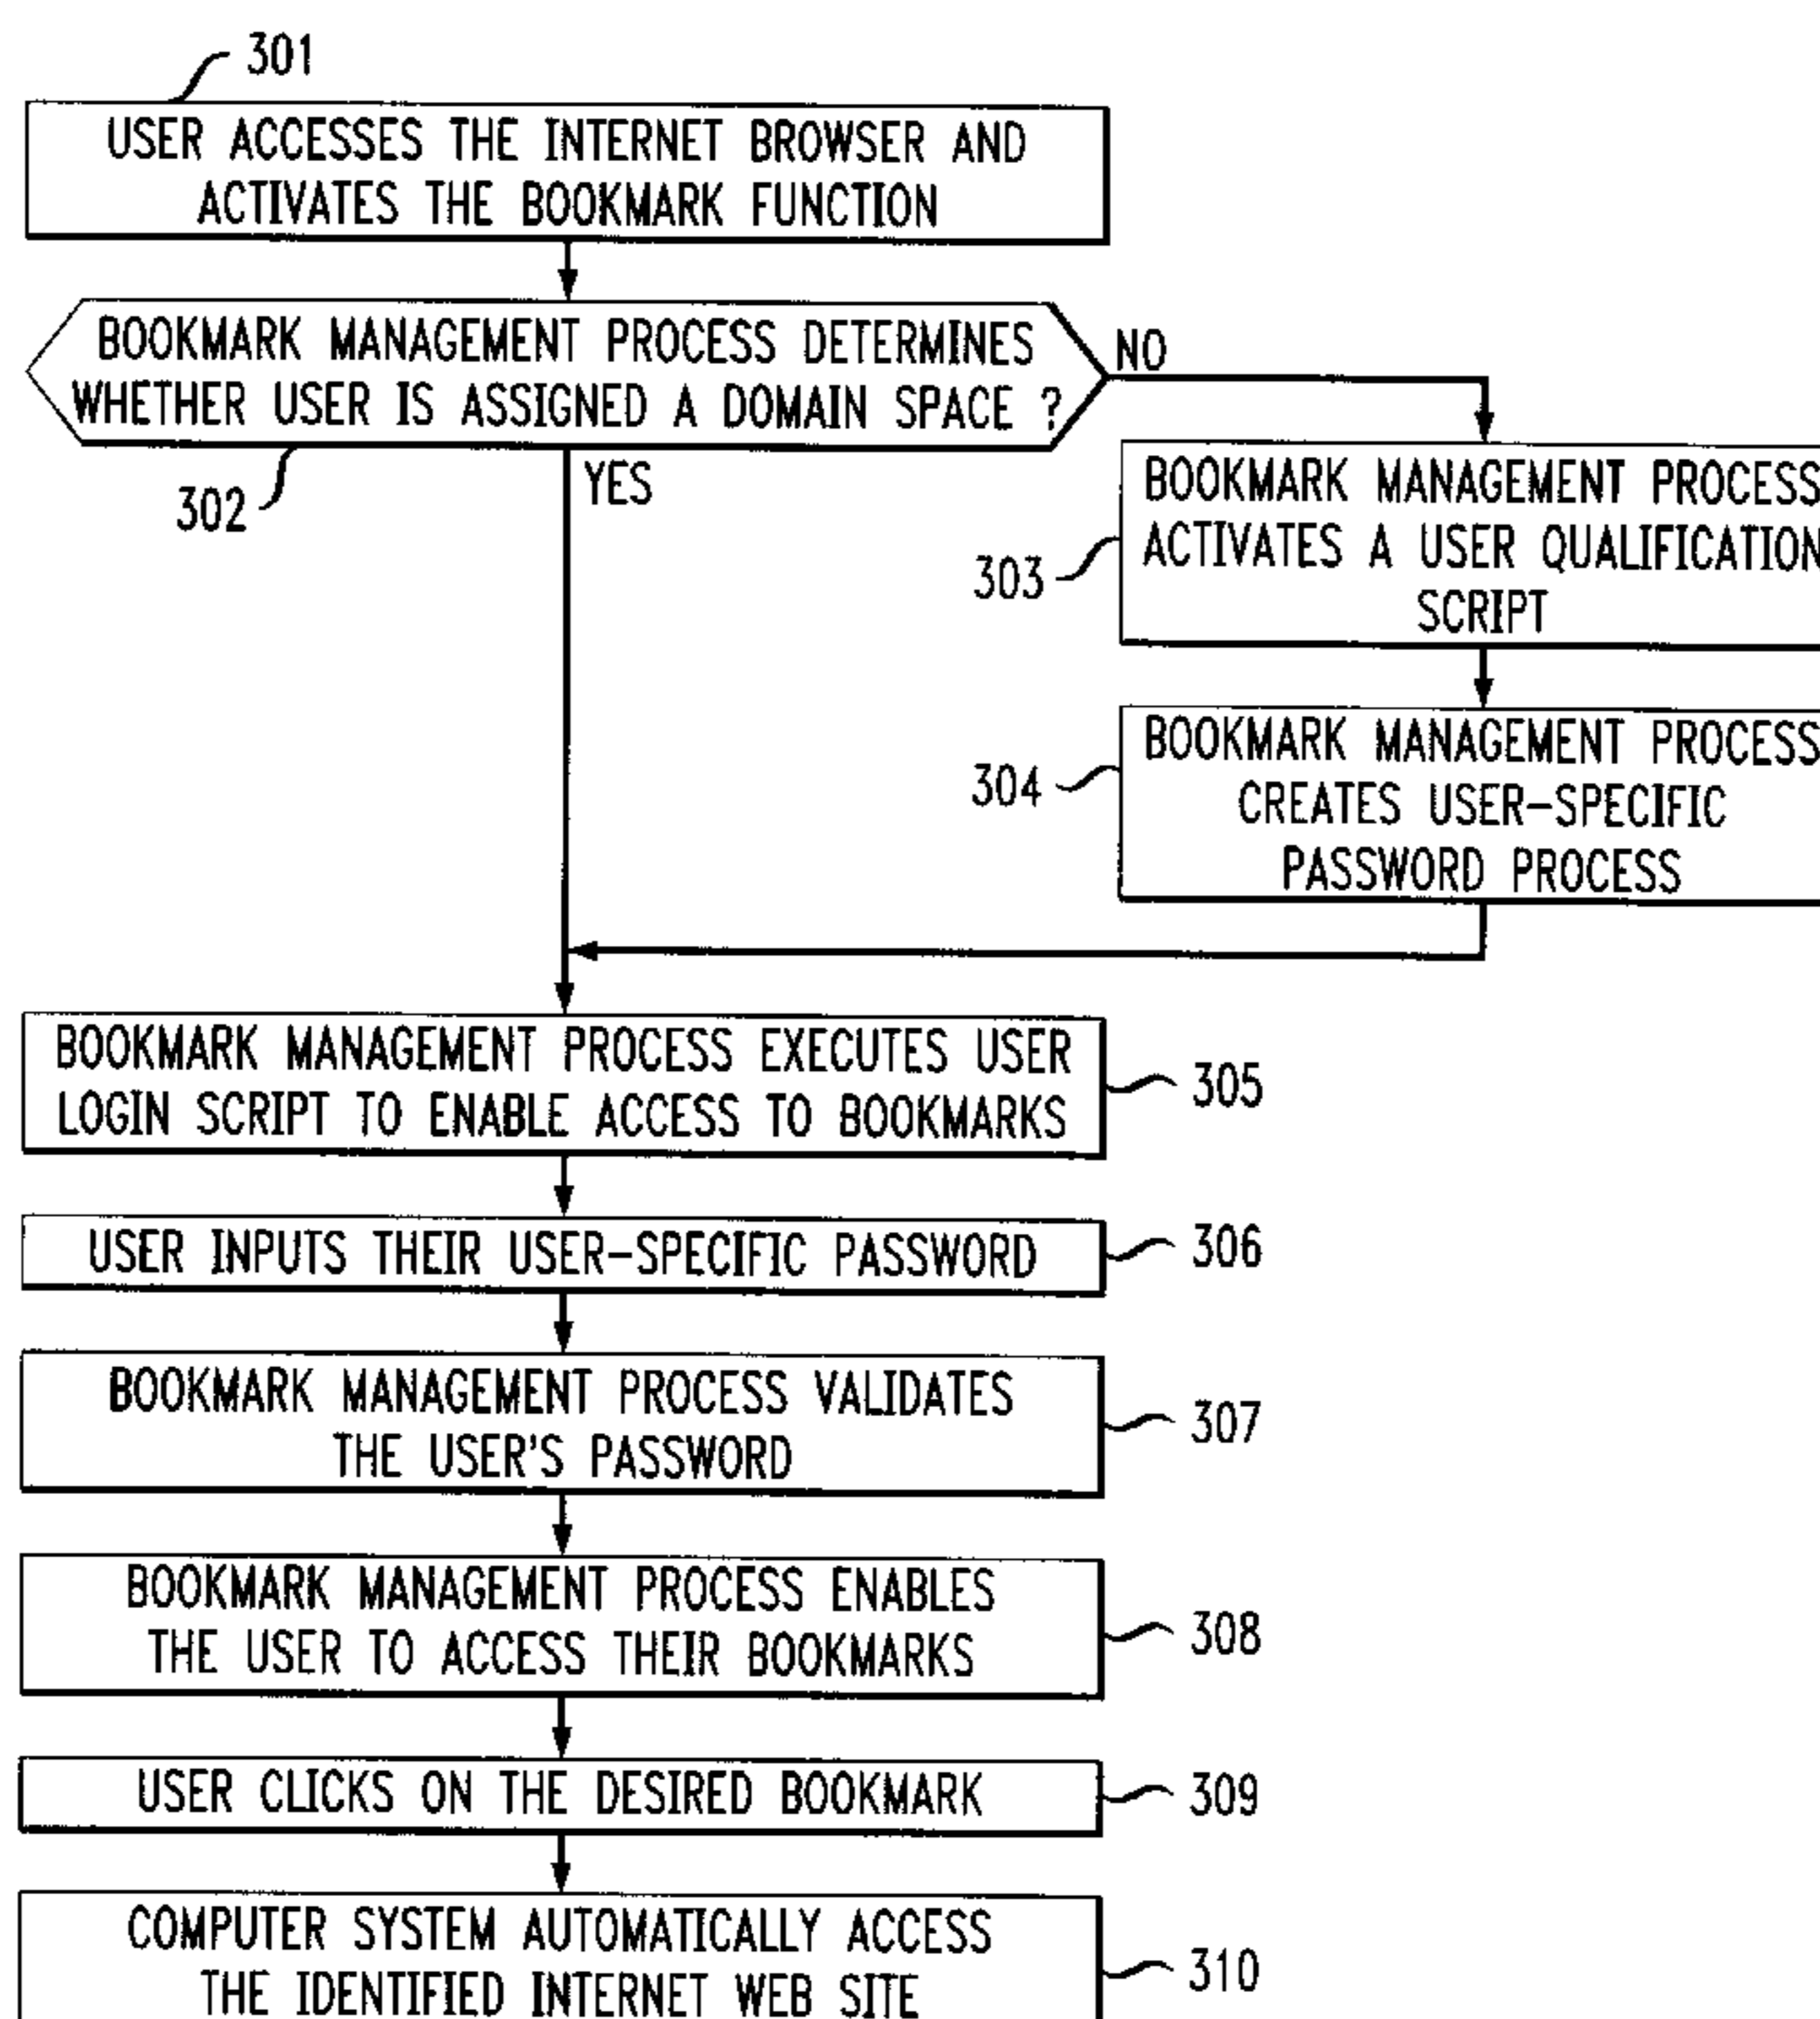 301
USER ACCESSES THE INTERNET BROWSER AND
ACTIVATES THE BOOKMARK FUNCTION
BOOKMARK MANAGEMENT PROCESS DETERMINES
WHETHER USER IS ASSIGNED A DOMAIN SPACE ?
NO
302
YES
303
BOOKMARK MANAGEMENT PROCESS
ACTIVATES A USER QUALIFICATION
SCRIPT
304
BOOKMARK MANAGEMENT PROCESS
CREATES USER-SPECIFIC
PASSWORD PROCESS
BOOKMARK MANAGEMENT PROCESS EXECUTES USER
LOGIN SCRIPT TO ENABLE ACCESS TO BOOKMARKS
305
USER INPUTS THEIR USER-SPECIFIC PASSWORD
306
BOOKMARK MANAGEMENT PROCESS VALIDATES
THE USER'S PASSWORD
307
BOOKMARK MANAGEMENT PROCESS ENABLES
THE USER TO ACCESS THEIR BOOKMARKS
308
USER CLICKS ON THE DESIRED BOOKMARK
309
COMPUTER SYSTEM AUTOMATICALLY ACCESS
THE IDENTIFIED INTERNET WEB SITE
310